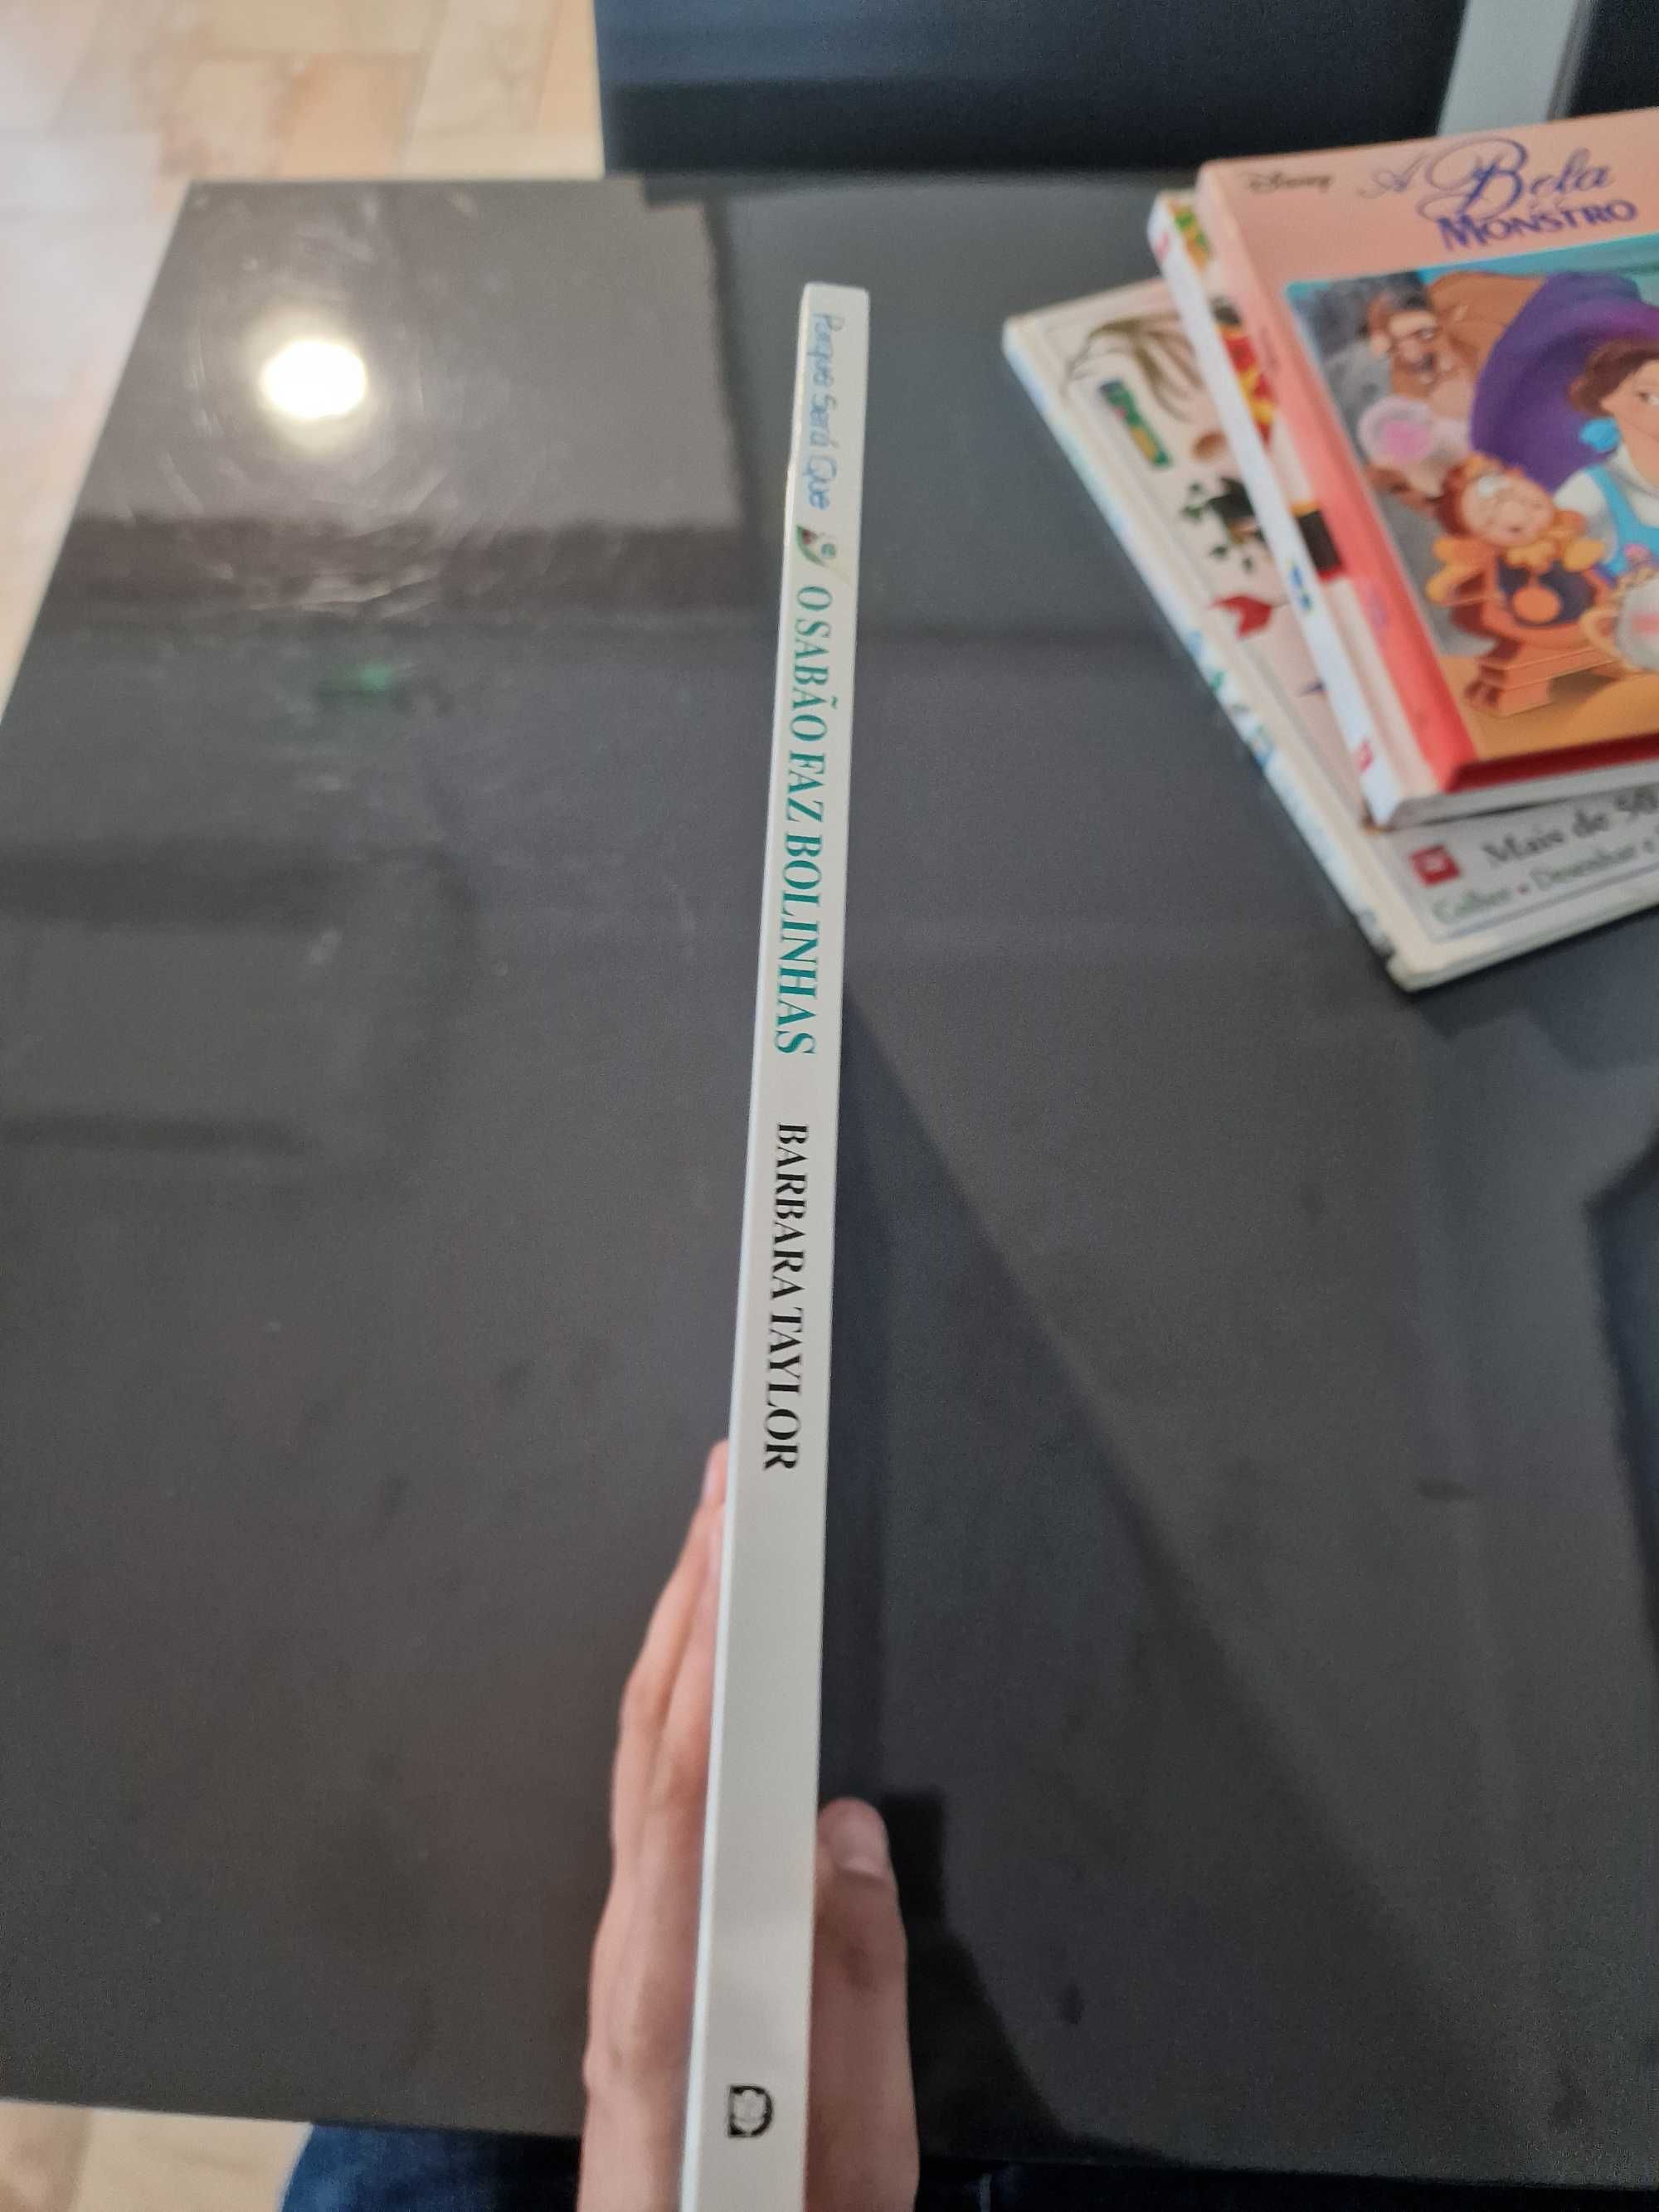 Porque Será Que
O SABÃO FAZ BOLINHAS
BARBARA TAYLOR
Disney
A Bela
MONSTRO
Mais de 50
Colher • Desenhar •